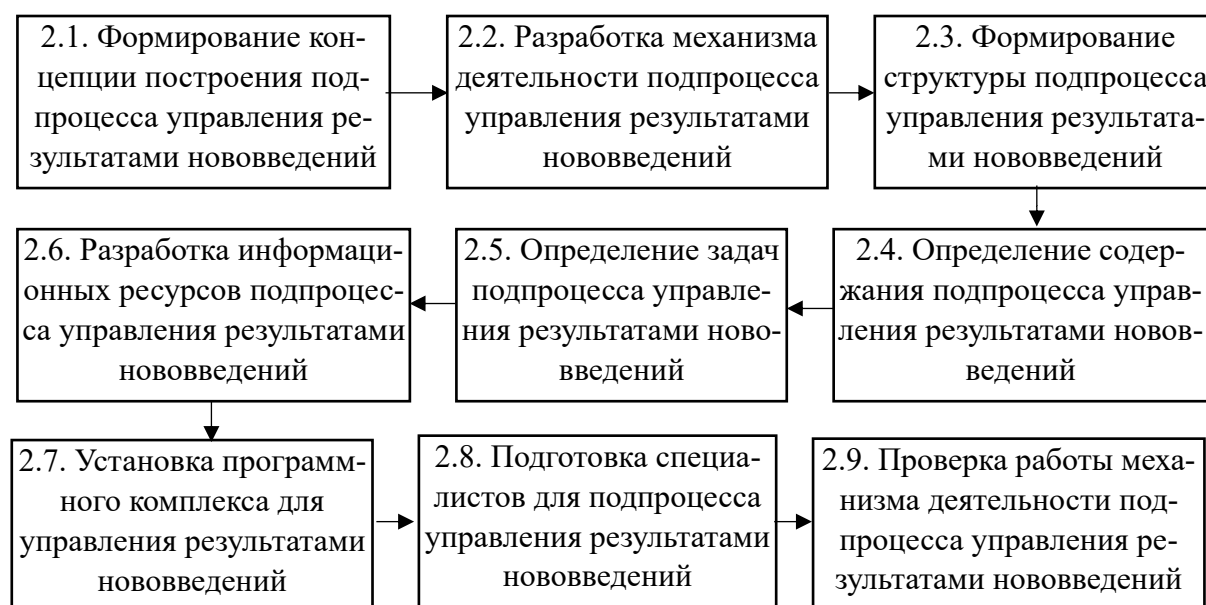 2.1. Формирование кон-
цепции построения под-
процесса управления ре-
зультатами нововведений
2.2. Разработка механизма
деятельности подпроцесса
управления результатами
нововведений
2.3. Формирование
структуры подпроцесса
управления результата-
ми нововведений
2.6. Разработка информаци-
онных ресурсов подпроцес-
са управления результатами
нововведений
2.5. Определение задач
подпроцесса управле-
ния результатами ново-
введений
2.4. Определение содер-
жания подпроцесса управ-
ления результатами новов-
ведений
2.7. Установка программ-
ного комплекса для
управления результатами
нововведений
2.8. Подготовка специа-
листов для подпроцесса
управления результатами
нововведений
2.9. Проверка работы меха-
низма деятельности под-
процесса управления ре-
зультатами нововведений